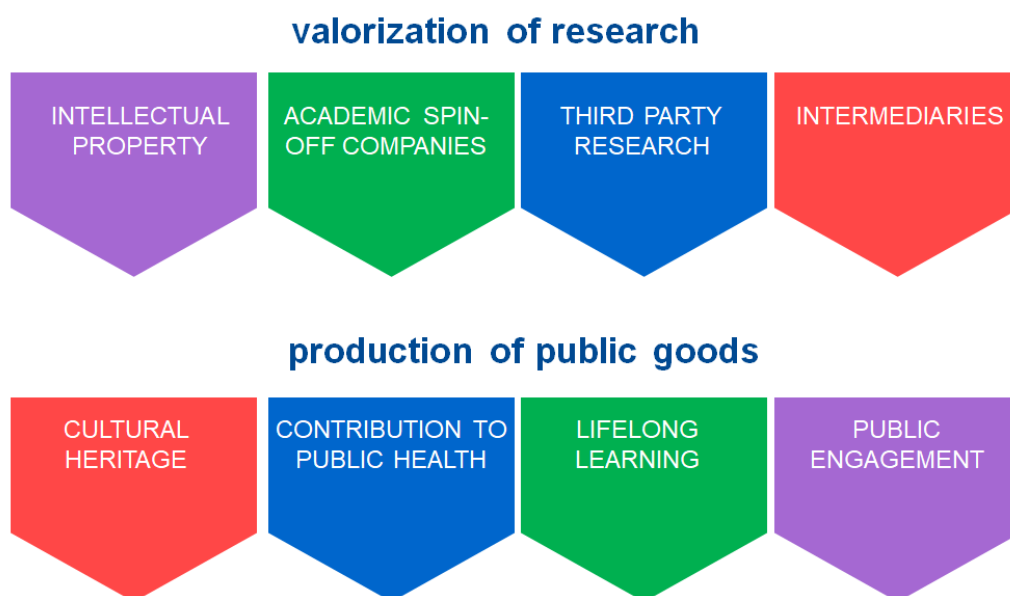 valorization of research
INTELLECTUAL
PROPERTY
ACADEMIC SPIN-
OFF COMPANIES
THIRD PARTY
RESEARCH
INTERMEDIARIES
production of public goods
CULTURAL
HERITAGE
CONTRIBUTION TO
PUBLIC HEALTH
LIFELONG
LEARNING
PUBLIC
ENGAGEMENT